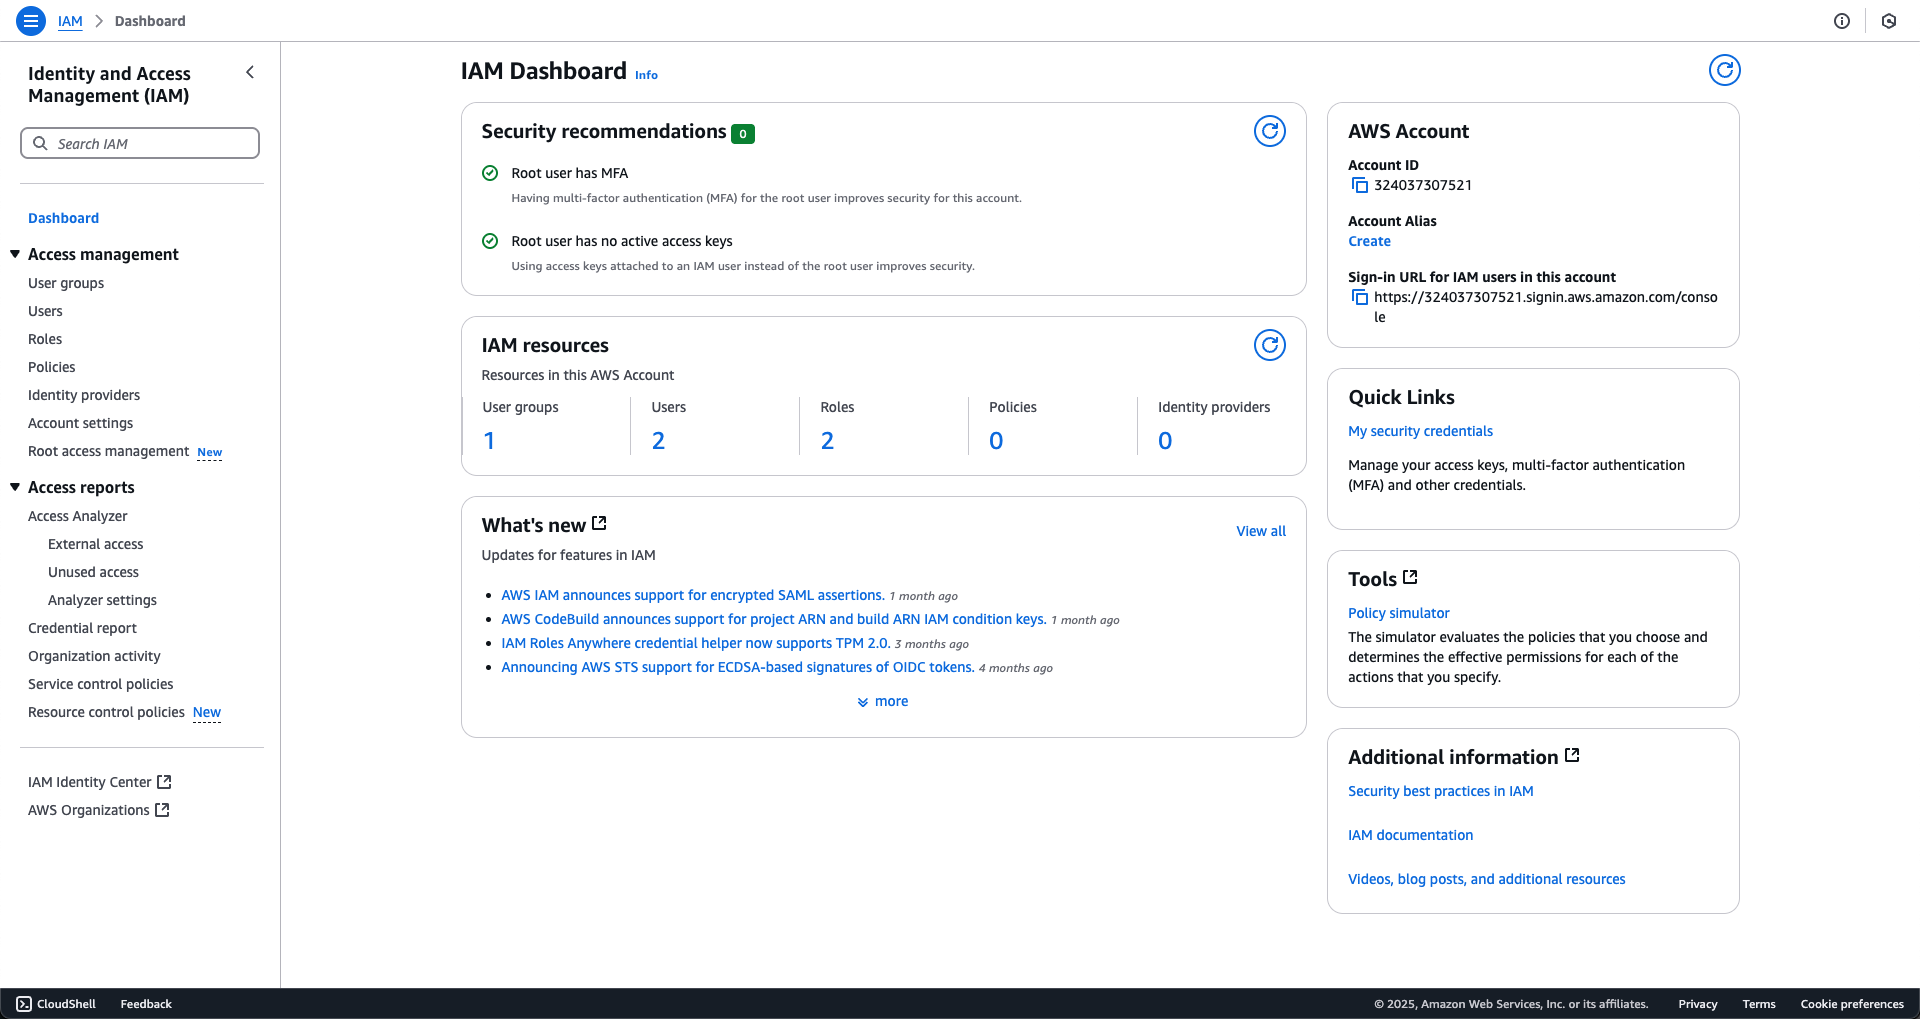 IAM
Dashboard
Identity and Access
Management (IAM)
Search IAM
Dashboard
Access management
User groups
Users
Roles
Policies
Identity providers
Account settings
Root access management New
Access reports
Access Analyzer
External access
Unused access
Analyzer settings
Credential report
Organization activity
Service control policies
Resource control policies New
IAM Identity Center
AWS Organizations
IAM Dashboard Info
Security recommendations 0
Root user has MFA
Having multi-factor authentication (MFA) for the root user improves security for this account.
Root user has no active access keys
Using access keys attached to an IAM user instead of the root user improves security.
IAM resources
Resources in this AWS Account
User groups
1
Users
2
Roles
2
Policies
0
Identity providers
0
What's new
View all
Updates for features in IAM
AWS IAM announces support for encrypted SAML assertions. 1 month ago
AWS CodeBuild announces support for project ARN and build ARN IAM condition keys. 1 month ago
IAM Roles Anywhere credential helper now supports TPM 2.0. 3 months ago
Announcing AWS STS support for ECDSA-based signatures of OIDC tokens. 4 months ago
more
AWS Account
Account ID
324037307521
Account Alias
Create
Sign-in URL for IAM users in this account
https://324037307521.signin.aws.amazon.com/conso
le
Quick Links
My security credentials
Manage your access keys, multi-factor authentication
(MFA) and other credentials.
Tools
Policy simulator
The simulator evaluates the policies that you choose and
determines the effective permissions for each of the
actions that you specify.
Additional information
Security best practices in IAM
IAM documentation
Videos, blog posts, and additional resources
CloudShell
Feedback
© 2025, Amazon Web Services, Inc. or its affiliates.
Privacy
Terms
Cookie preferences